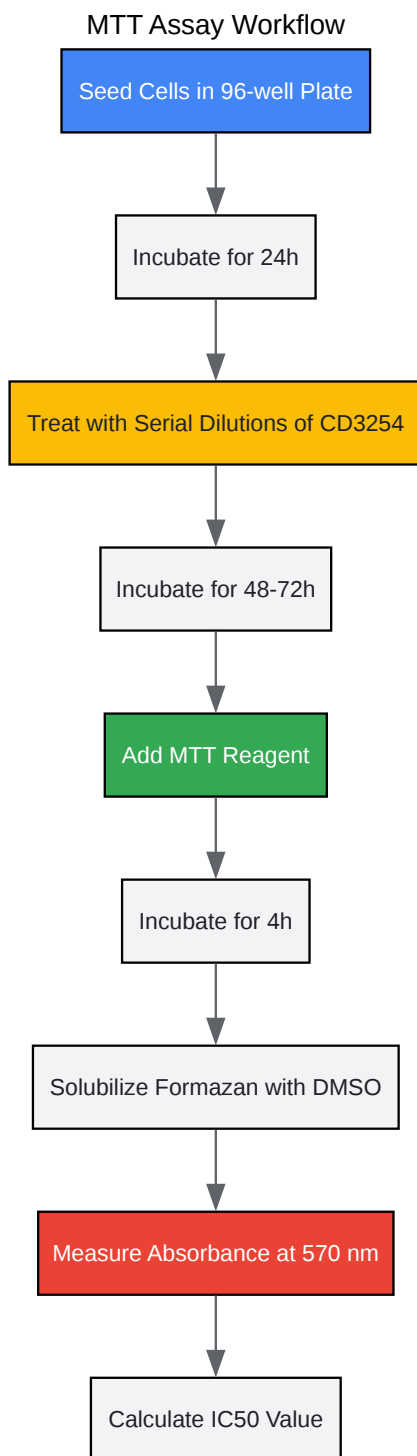 MTT Assay Workflow
Seed Cells in 96-well Plate
Incubate for 24h
Treat with Serial Dilutions of CD3254
Incubate for 48-72h
Add MTT Reagent
Incubate for 4h
Solubilize Formazan with DMSO
Measure Absorbance at 570 nm
Calculate IC50 Value